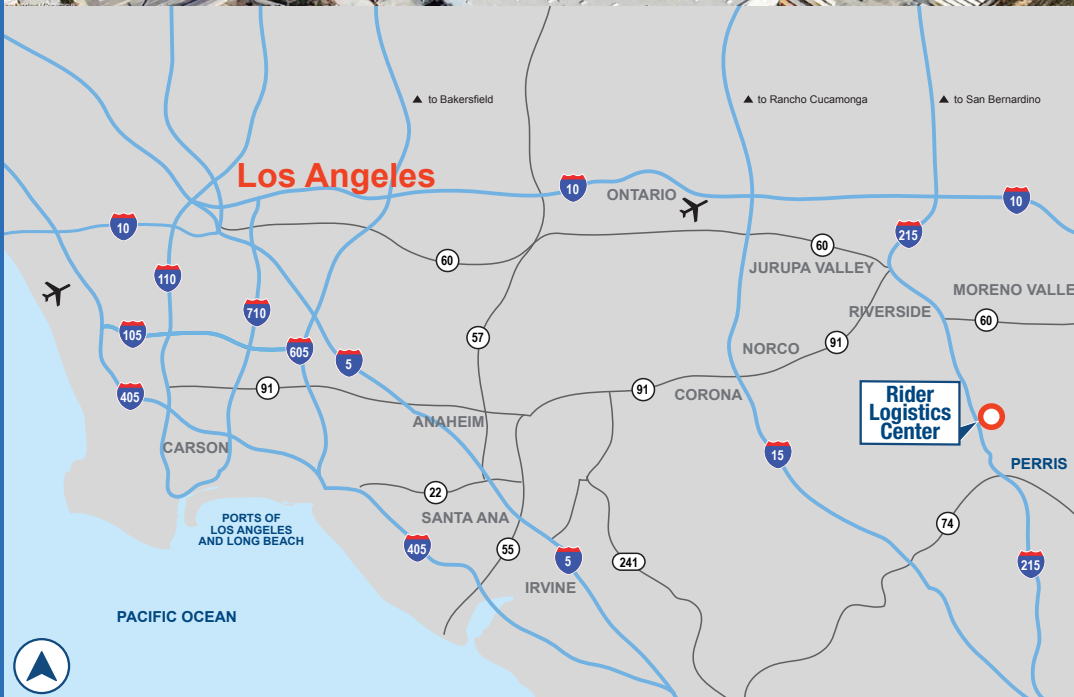 to Bakersfield
to Rancho Cucamonga
to San Bernardino
Los Angeles
10
ONTARIO
10
10
215
60
60
JURUPA VALLEY
110
MORENO VALLE
710
RIVERSIDE
60
105
57
91
605
5
NORCO
405
91
91
CORONA
Rider
Logistics
Center
ANAHEIM
CARSON
15
PERRIS
22
SANTA ANA
PORTS OF
LOS ANGELES
AND LONG BEACH
74
405
55
5
241
215
IRVINE
PACIFIC OCEAN